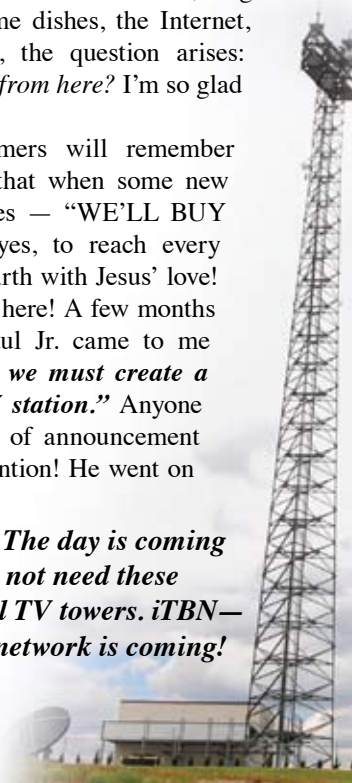 me dishes, the Internet,
, the question arises:
from here? I'm so glad
mers will remember
that when some new
es — “WE'LL BUY
yes, to reach every
rth with Jesus' love!
here! A few months
ul Jr. came to me
we must create a
station.” Anyone
of announcement
ntion! He went on
The day is coming
not need these
l TV towers. iTBN—
network is coming!